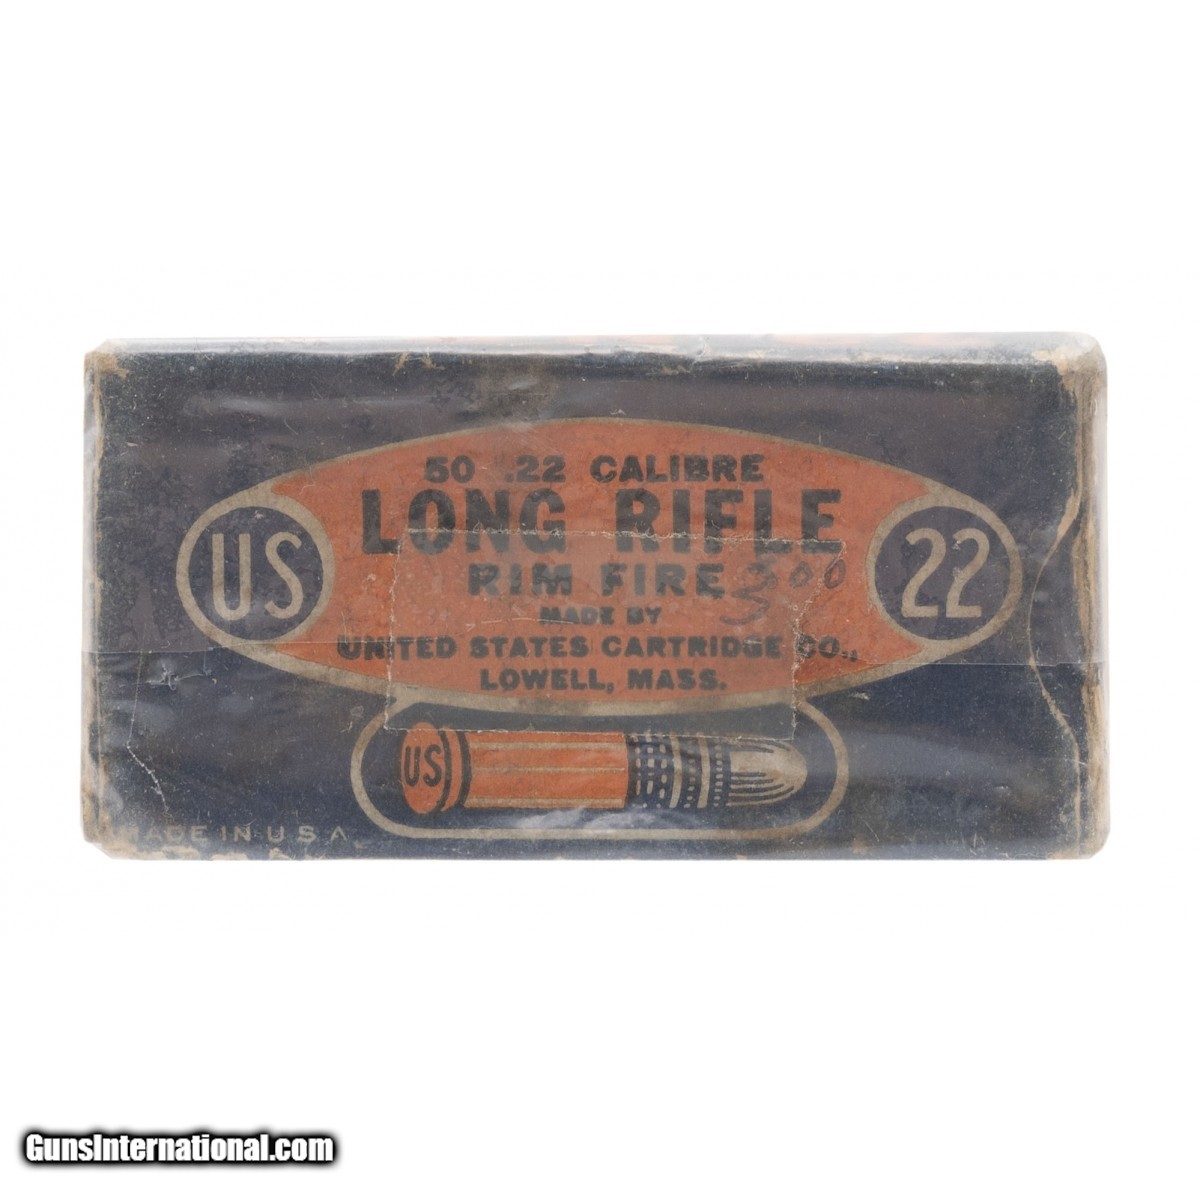 50 .22 CALIBRE
LONG RIFLE
RIM FIRE
300
3
MADE BY
UNITED STATES CARTRIDGE CO.,
LOWELL, MASS.
US
22
US
MADE IN U S A
GunsInternational.com